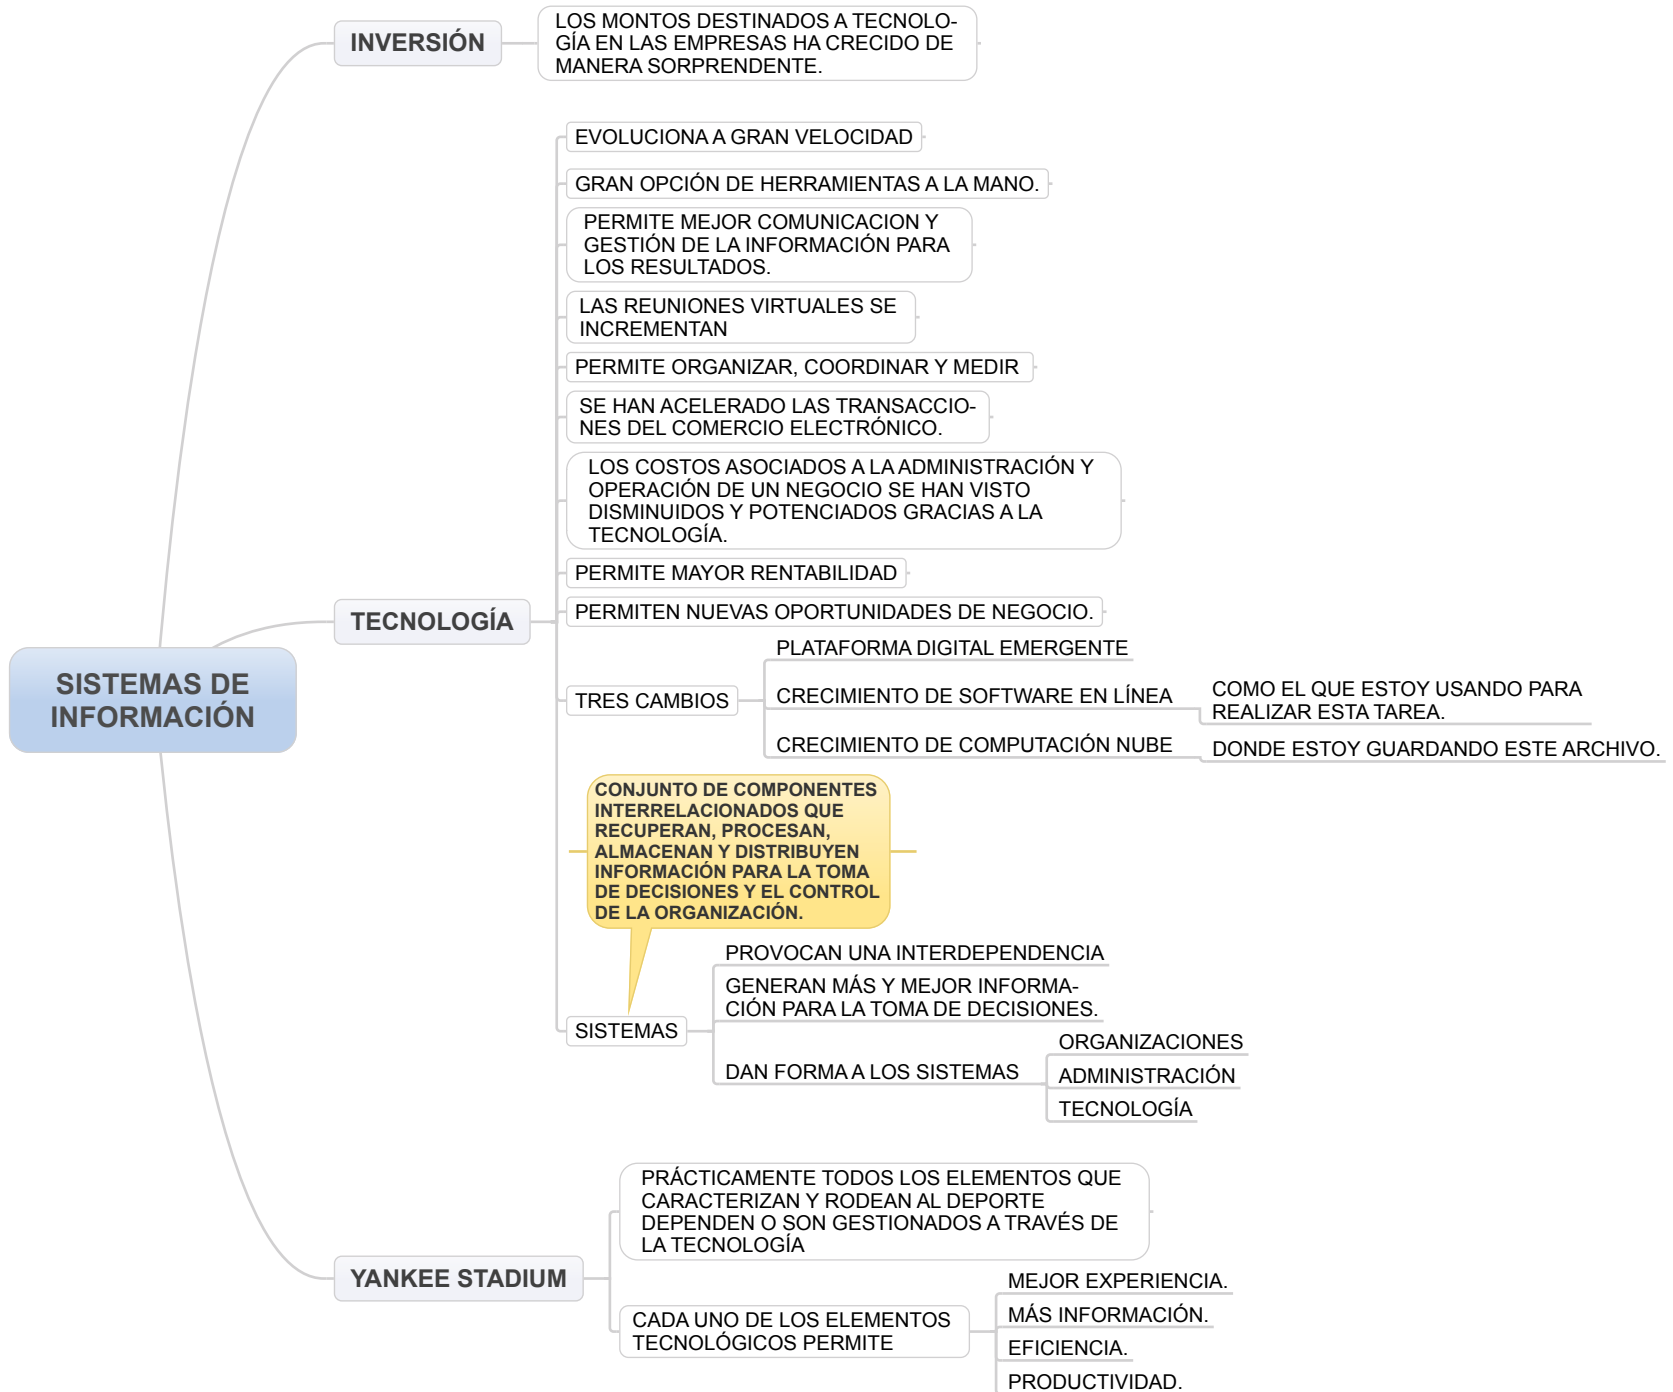 INVERSIÓN
LOS MONTOS DESTINADOS A TECNOLO-
GÍA EN LAS EMPRESAS HA CRECIDO DE
MANERA SORPRENDENTE.
EVOLUCIONA A GRAN VELOCIDAD
GRAN OPCIÓN DE HERRAMIENTAS A LA MANO.
PERMITE MEJOR COMUNICACION Y
GESTIÓN DE LA INFORMACIÓN PARA
LOS RESULTADOS.
LAS REUNIONES VIRTUALES SE
INCREMENTAN
PERMITE ORGANIZAR, COORDINAR Y MEDIR
SE HAN ACELERADO LAS TRANSACCIO-
NES DEL COMERCIO ELECTRÓNICO.
LOS COSTOS ASOCIADOS A LA ADMINISTRACIÓN Y
OPERACIÓN DE UN NEGOCIO SE HAN VISTO
DISMINUIDOS Y POTENCIADOS GRACIAS A LA
TECNOLOGÍA.
PERMITE MAYOR RENTABILIDAD
TECNOLOGÍA
PERMITEN NUEVAS OPORTUNIDADES DE NEGOCIO.
SISTEMAS DE
INFORMACIÓN
TRES CAMBIOS
PLATAFORMA DIGITAL EMERGENTE
CRECIMIENTO DE SOFTWARE EN LÍNEA
COMO EL QUE ESTOY USANDO PARA
REALIZAR ESTA TAREA.
CRECIMIENTO DE COMPUTACIÓN NUBE
DONDE ESTOY GUARDANDO ESTE ARCHIVO.
CONJUNTO DE COMPONENTES
INTERRELACIONADOS QUE
RECUPERAN, PROCESAN,
ALMACENAN Y DISTRIBUYEN
INFORMACIÓN PARA LA TOMA
DE DECISIONES Y EL CONTROL
DE LA ORGANIZACIÓN.
SISTEMAS
PROVOCAN UNA INTERDEPENDENCIA
GENERAN MÁS Y MEJOR INFORMA-
CIÓN PARA LA TOMA DE DECISIONES.
DAN FORMA A LOS SISTEMAS
ORGANIZACIONES
ADMINISTRACIÓN
TECNOLOGÍA
YANKEE STADIUM
PRÁCTICAMENTE TODOS LOS ELEMENTOS QUE
CARACTERIZAN Y RODEAN AL DEPORTE
DEPENDEN O SON GESTIONADOS A TRAVÉS DE
LA TECNOLOGÍA
CADA UNO DE LOS ELEMENTOS
TECNOLÓGICOS PERMITE
MEJOR EXPERIENCIA.
MÁS INFORMACIÓN.
EFICIENCIA.
PRODUCTIVIDAD.